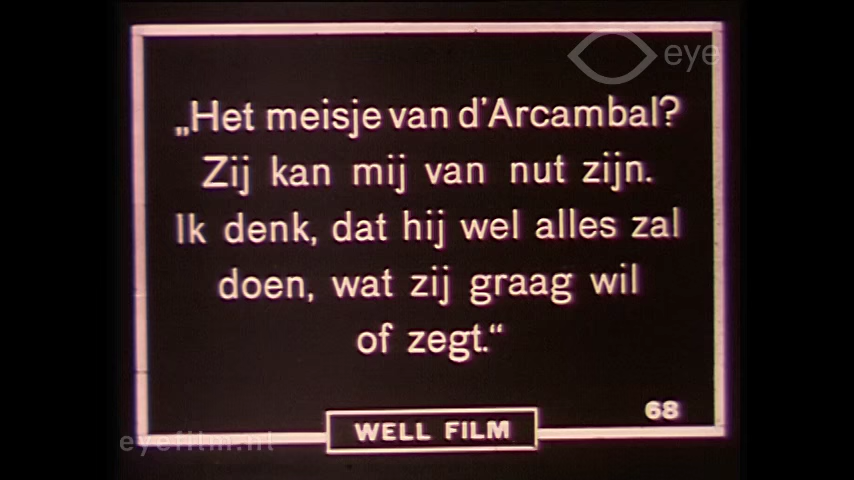 eye
„Het meisje van d'Arcambal?
Zij kan mij van nut zijn.
Ik denk, dat hij wel alles zal
doen, wat zij graag wil
of zegt.“
68
WELL FILM
eyefilm.nl